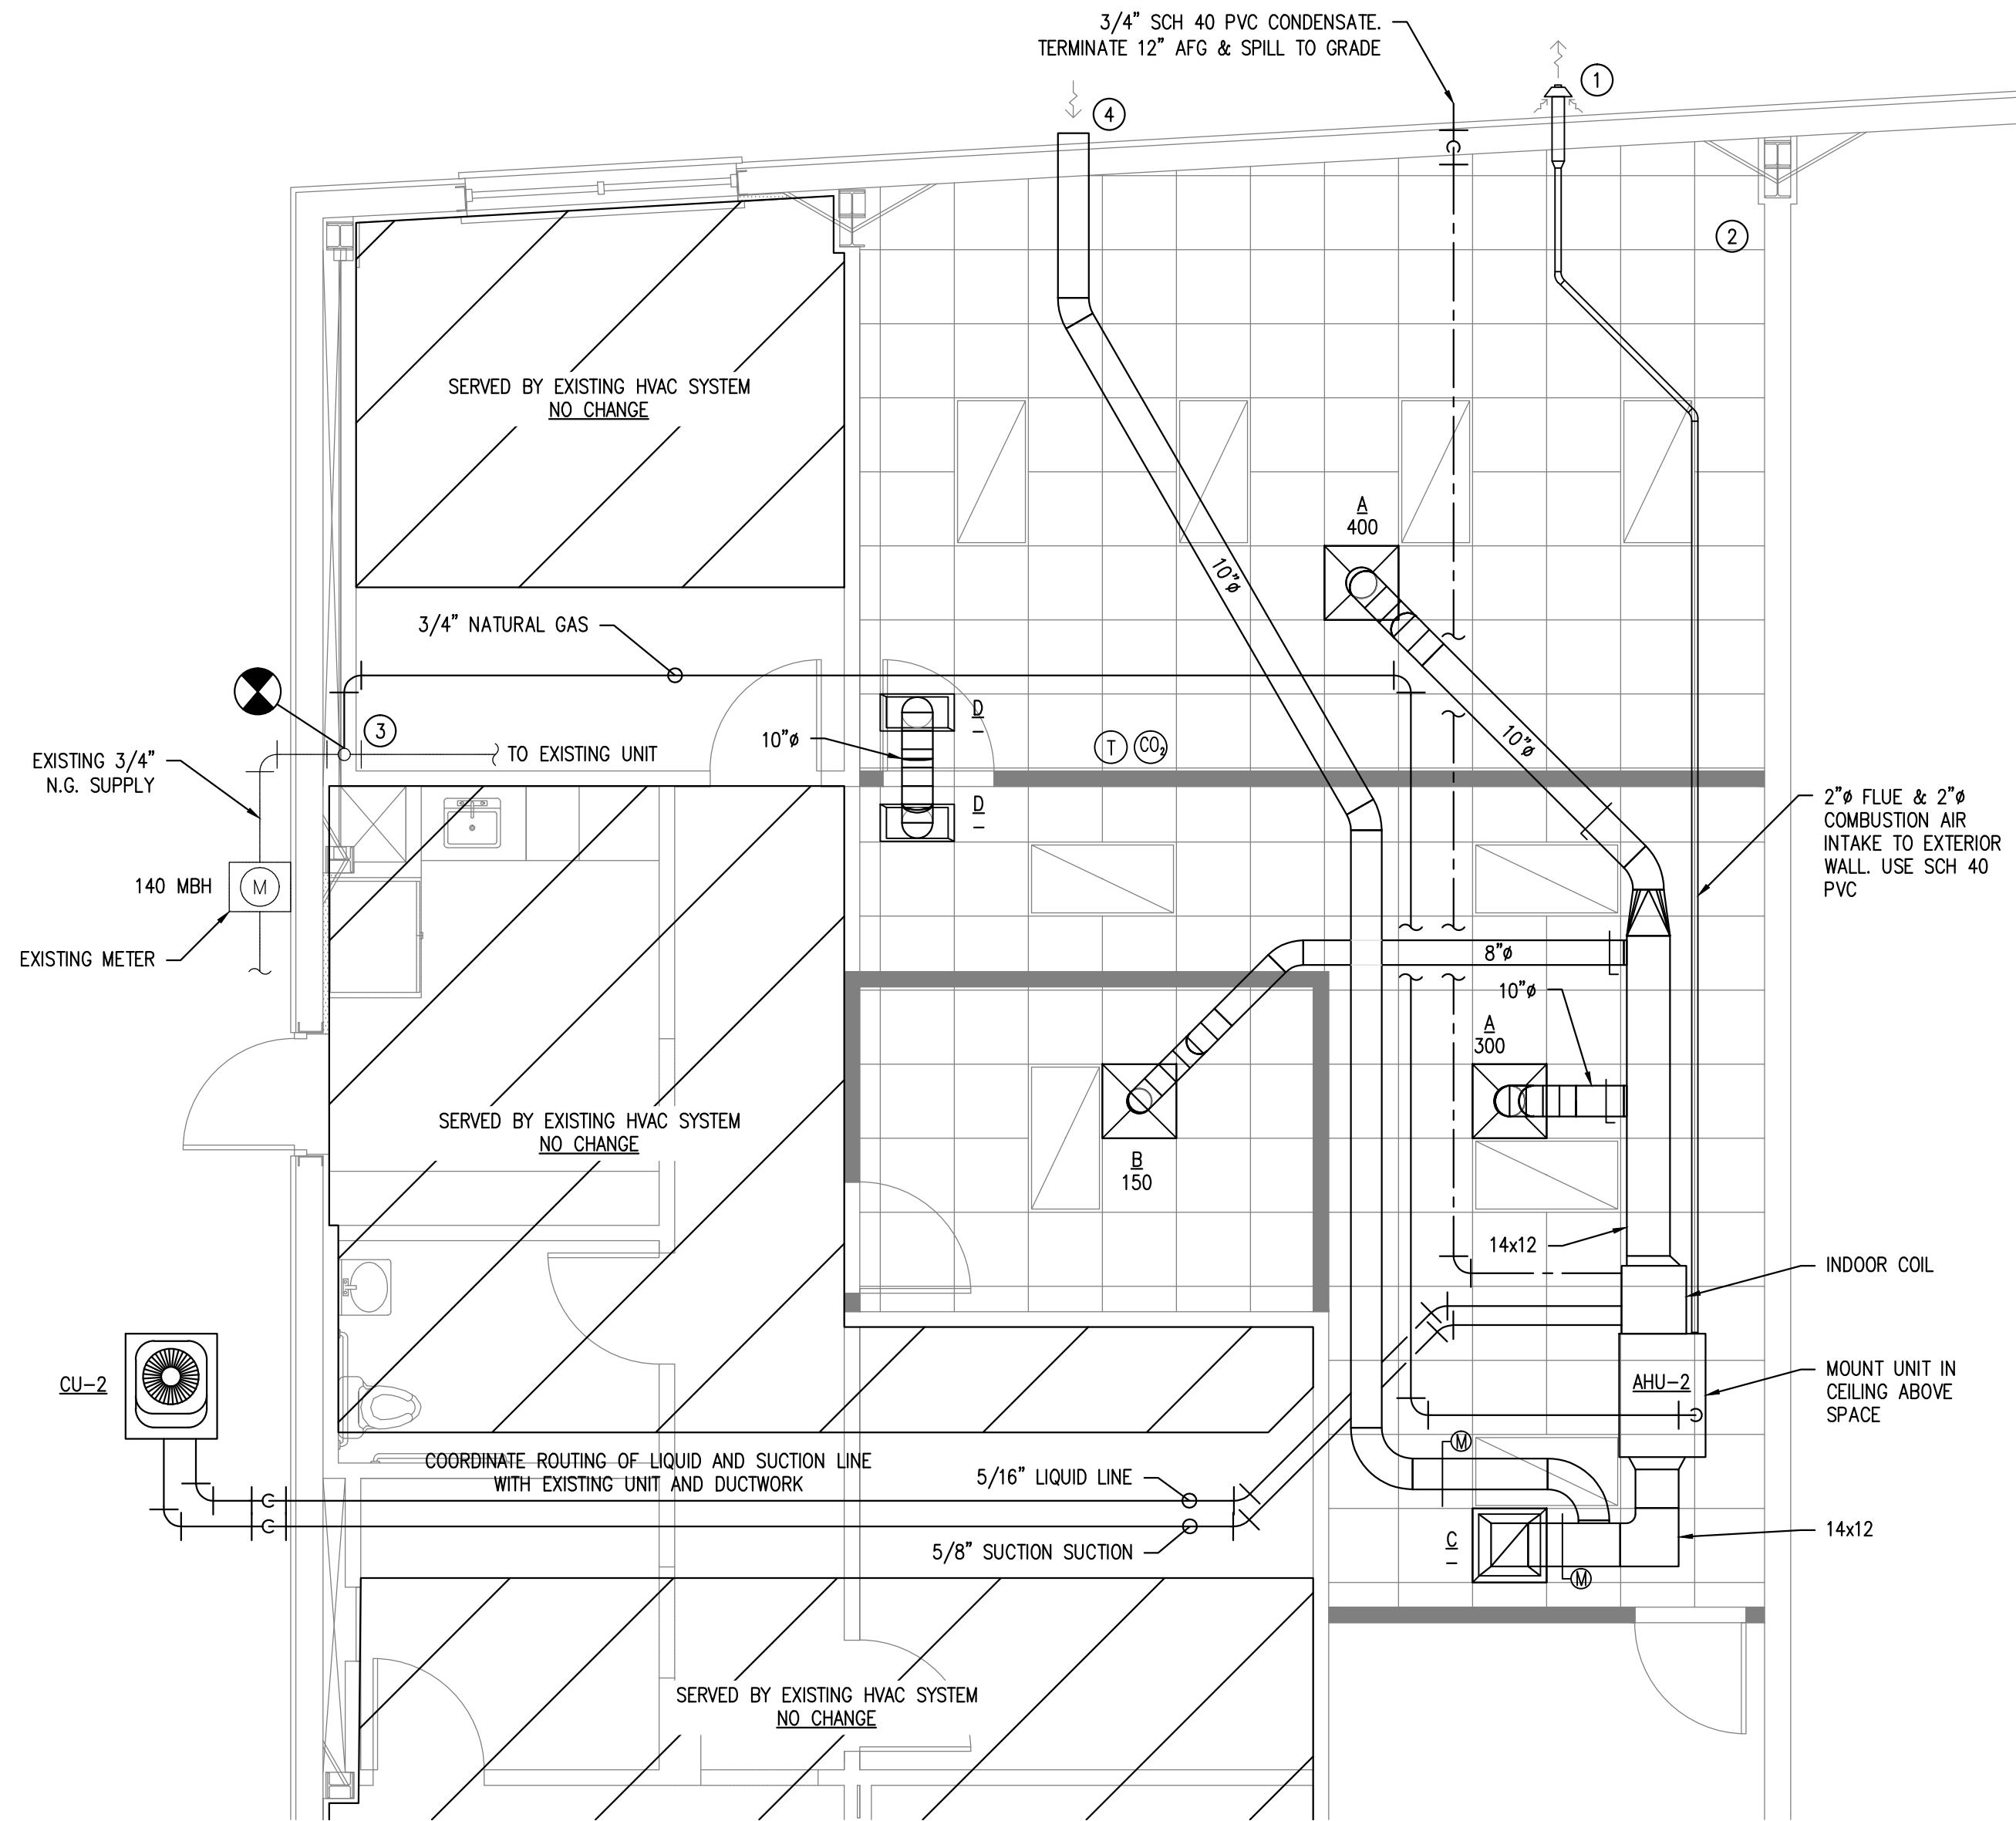 3/4" SCH 40 PVC CONDENSATE.
TERMINATE 12" AFG & SPILL TO GRADE
1
4
2
SERVED BY EXISTING HVAC SYSTEM
NO CHANGE
A
400
10"ø
3/4" NATURAL GAS
3
D
-
10"ø
T
CO₂
10"ø
EXISTING 3/4"
N.G. SUPPLY
TO EXISTING UNIT
D
-
2"ø FLUE & 2"ø
COMBUSTION AIR
INTAKE TO EXTERIOR
WALL. USE SCH 40
PVC
140 MBH
M
EXISTING METER
8"ø
10"ø
A
300
SERVED BY EXISTING HVAC SYSTEM
NO CHANGE
B
150
14x12
INDOOR COIL
CU-2
AHU-2
MOUNT UNIT IN
CEILING ABOVE
SPACE
M
COORDINATE ROUTING OF LIQUID AND SUCTION LINE
WITH EXISTING UNIT AND DUCTWORK
5/16" LIQUID LINE
C
-
14x12
5/8" SUCTION SUCTION
M
SERVED BY EXISTING HVAC SYSTEM
NO CHANGE